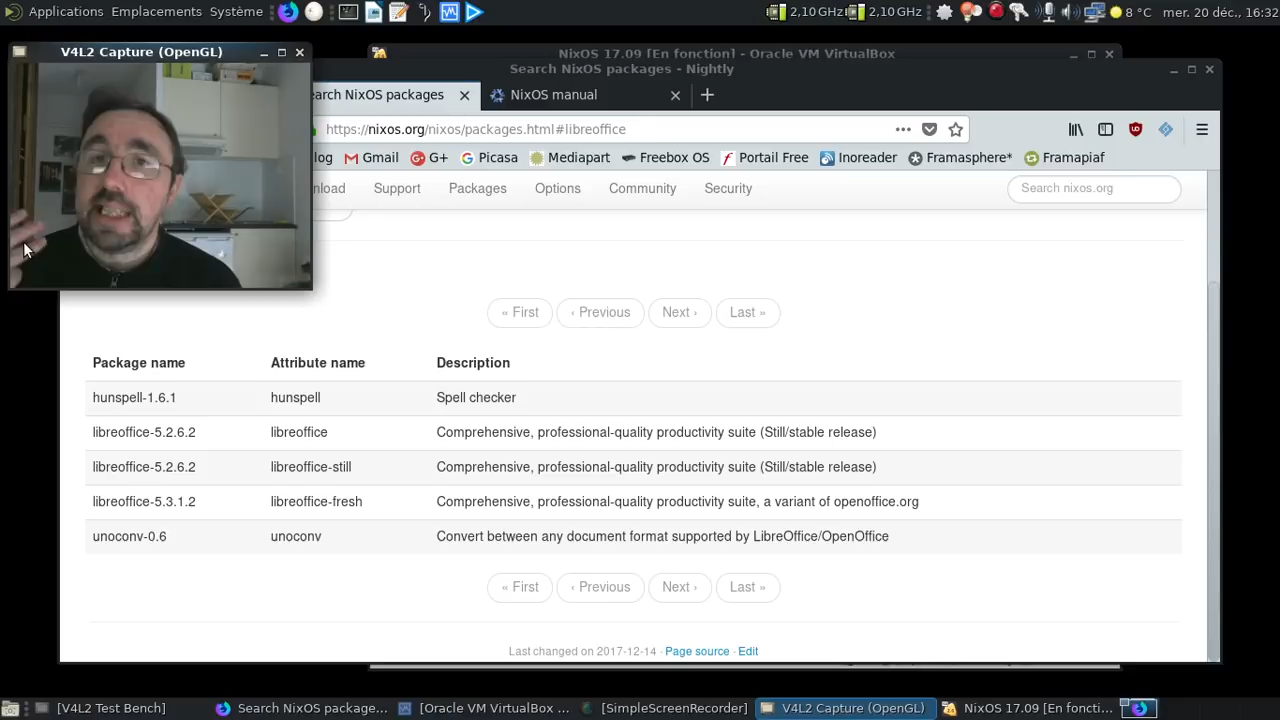 Applications Emplacements Système 2,10 GHz 2,10 GHz 8 °C mer. 20 déc., 16:32
V4L2 Capture (OpenGL)
NixOS 17.09 [En fonction] - Oracle VM VirtualBox
Search NixOS packages - Nightly
earch NixOS packages NixOS manual
https://nixos.org/nixos/packages.html#libreoffice
log Gmail G+ Picasa Mediapart Freebox OS Portail Free Inoreader Framasphere* Framapiaf
nload Support Packages Options Community Security Search nixos.org
« First ‹ Previous Next › Last »
Package name Attribute name Description
hunspell-1.6.1 hunspell Spell checker
libreoffice-5.2.6.2 libreoffice Comprehensive, professional-quality productivity suite (Still/stable release)
libreoffice-5.2.6.2 libreoffice-still Comprehensive, professional-quality productivity suite (Still/stable release)
libreoffice-5.3.1.2 libreoffice-fresh Comprehensive, professional-quality productivity suite, a variant of openoffice.org
unoconv-0.6 unoconv Convert between any document format supported by LibreOffice/OpenOffice
« First ‹ Previous Next › Last »
Last changed on 2017-12-14 · Page source · Edit
[V4L2 Test Bench] Search NixOS package... [Oracle VM VirtualBox ... [SimpleScreenRecorder] V4L2 Capture (OpenGL) NixOS 17.09 [En foncti...